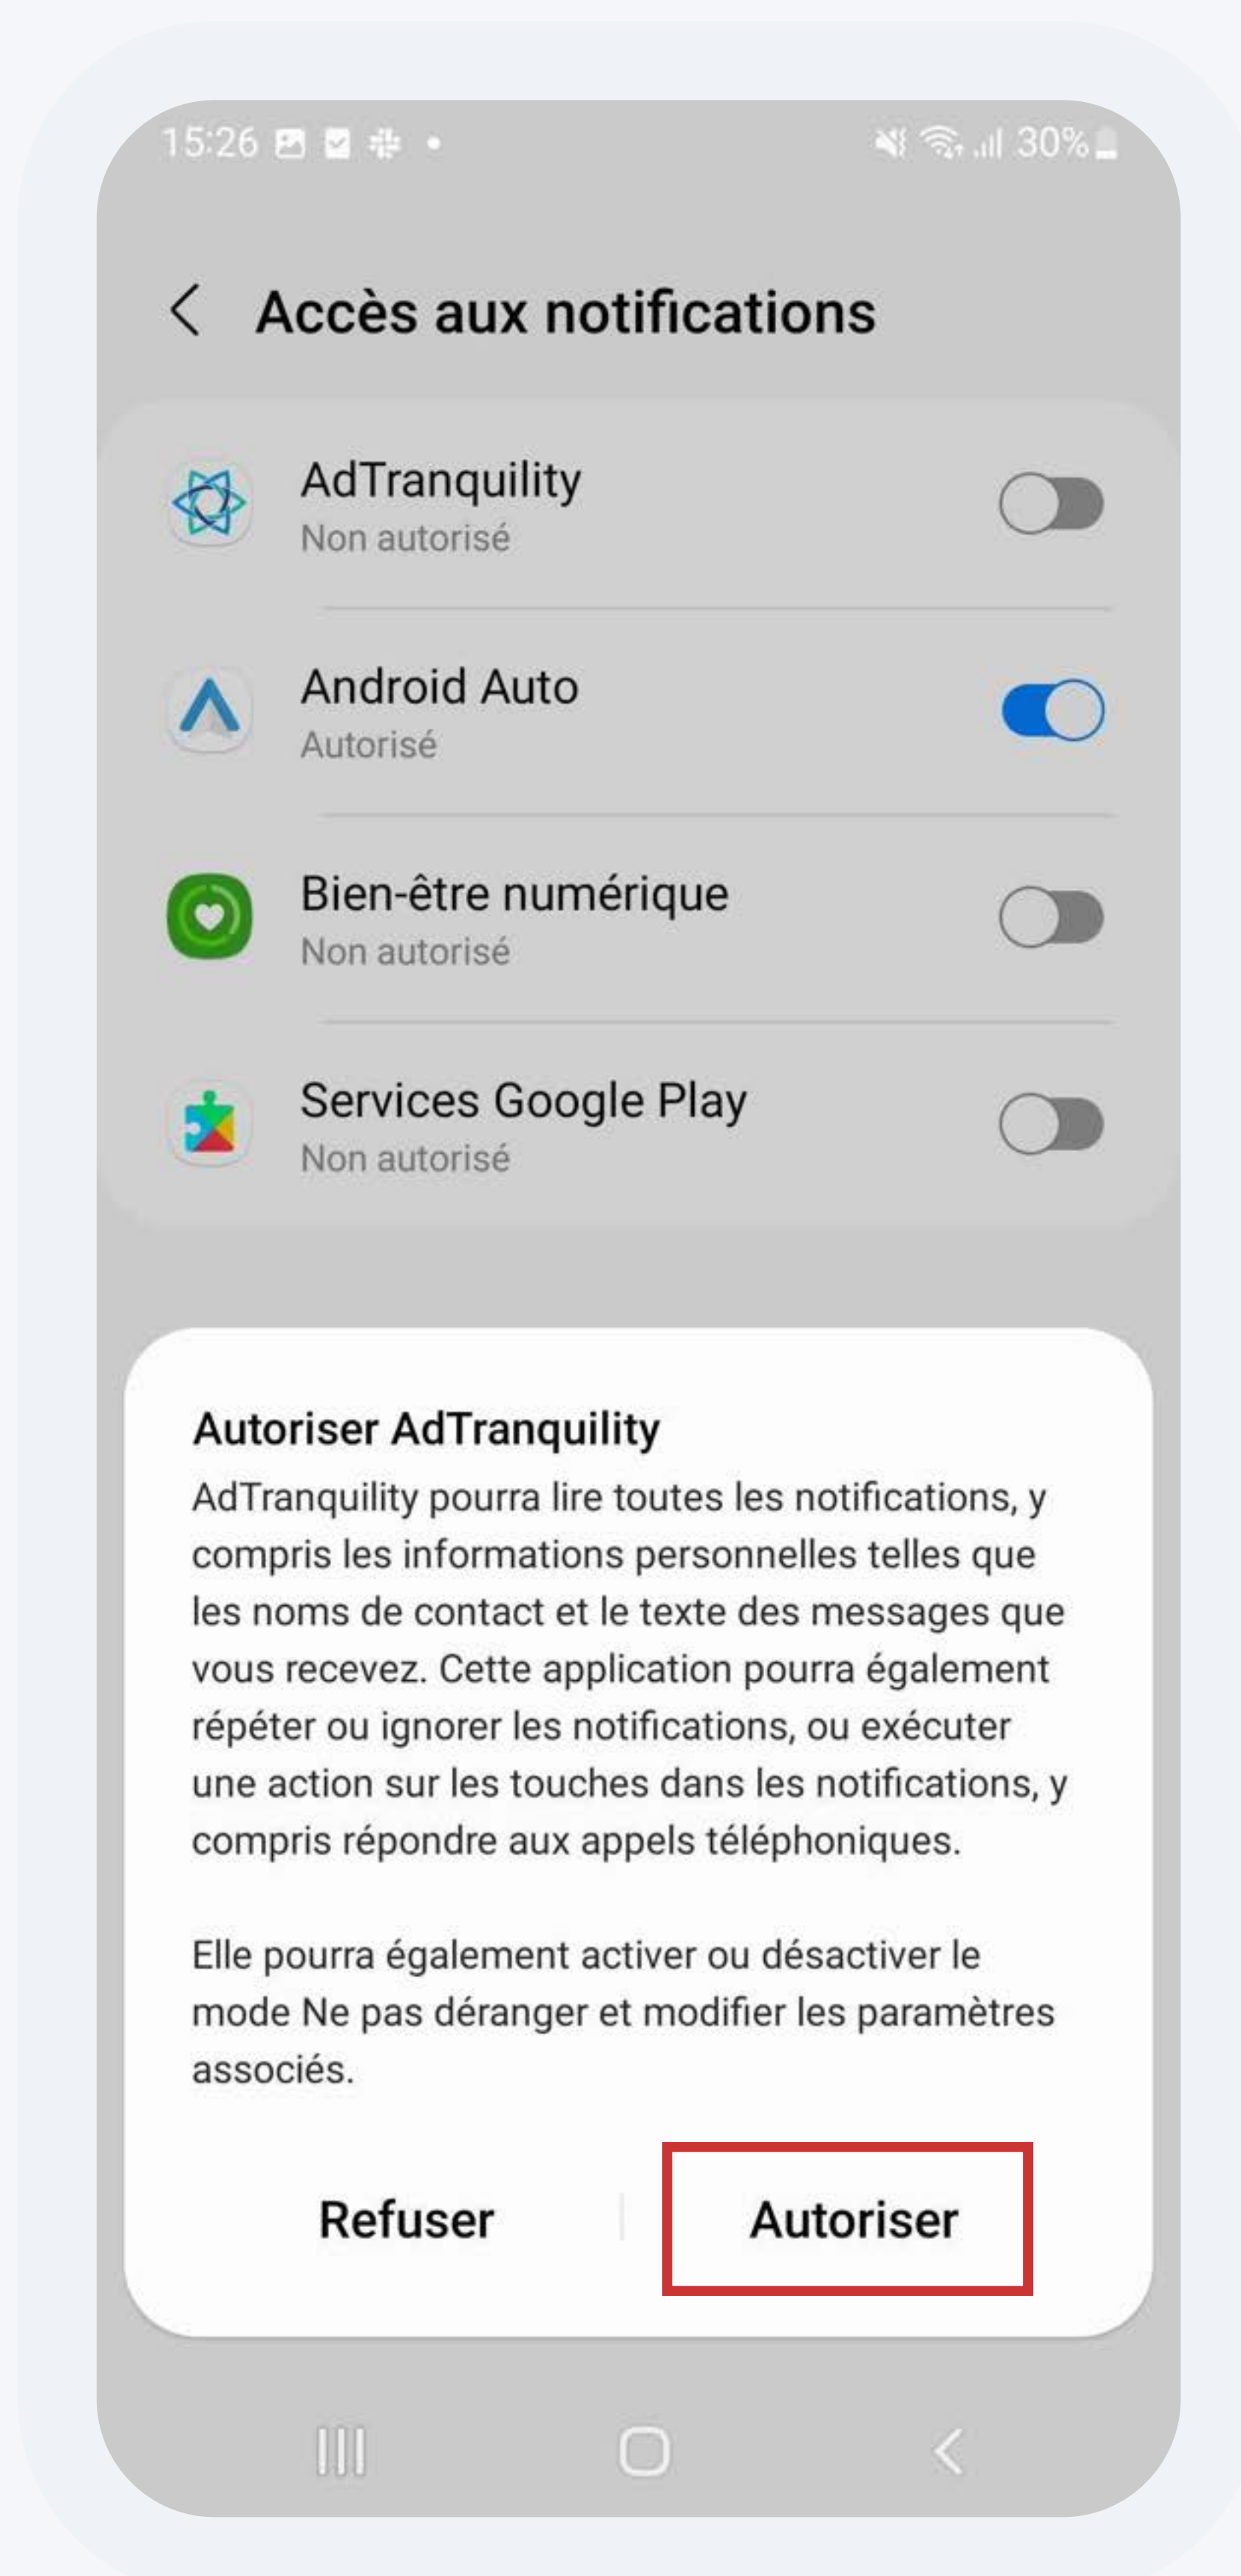 15:26
30%
Accès aux notifications
AdTranquility
Non autorisé
Android Auto
Autorisé
Bien-être numérique
Non autorisé
Services Google Play
Non autorisé
Autoriser AdTranquility
AdTranquility pourra lire toutes les notifications, y
compris les informations personnelles telles que
les noms de contact et le texte des messages que
vous recevez. Cette application pourra également
répéter ou ignorer les notifications, ou exécuter
une action sur les touches dans les notifications, y
compris répondre aux appels téléphoniques.
Elle pourra également activer ou désactiver le
mode Ne pas déranger et modifier les paramètres
associés.
Refuser
Autoriser